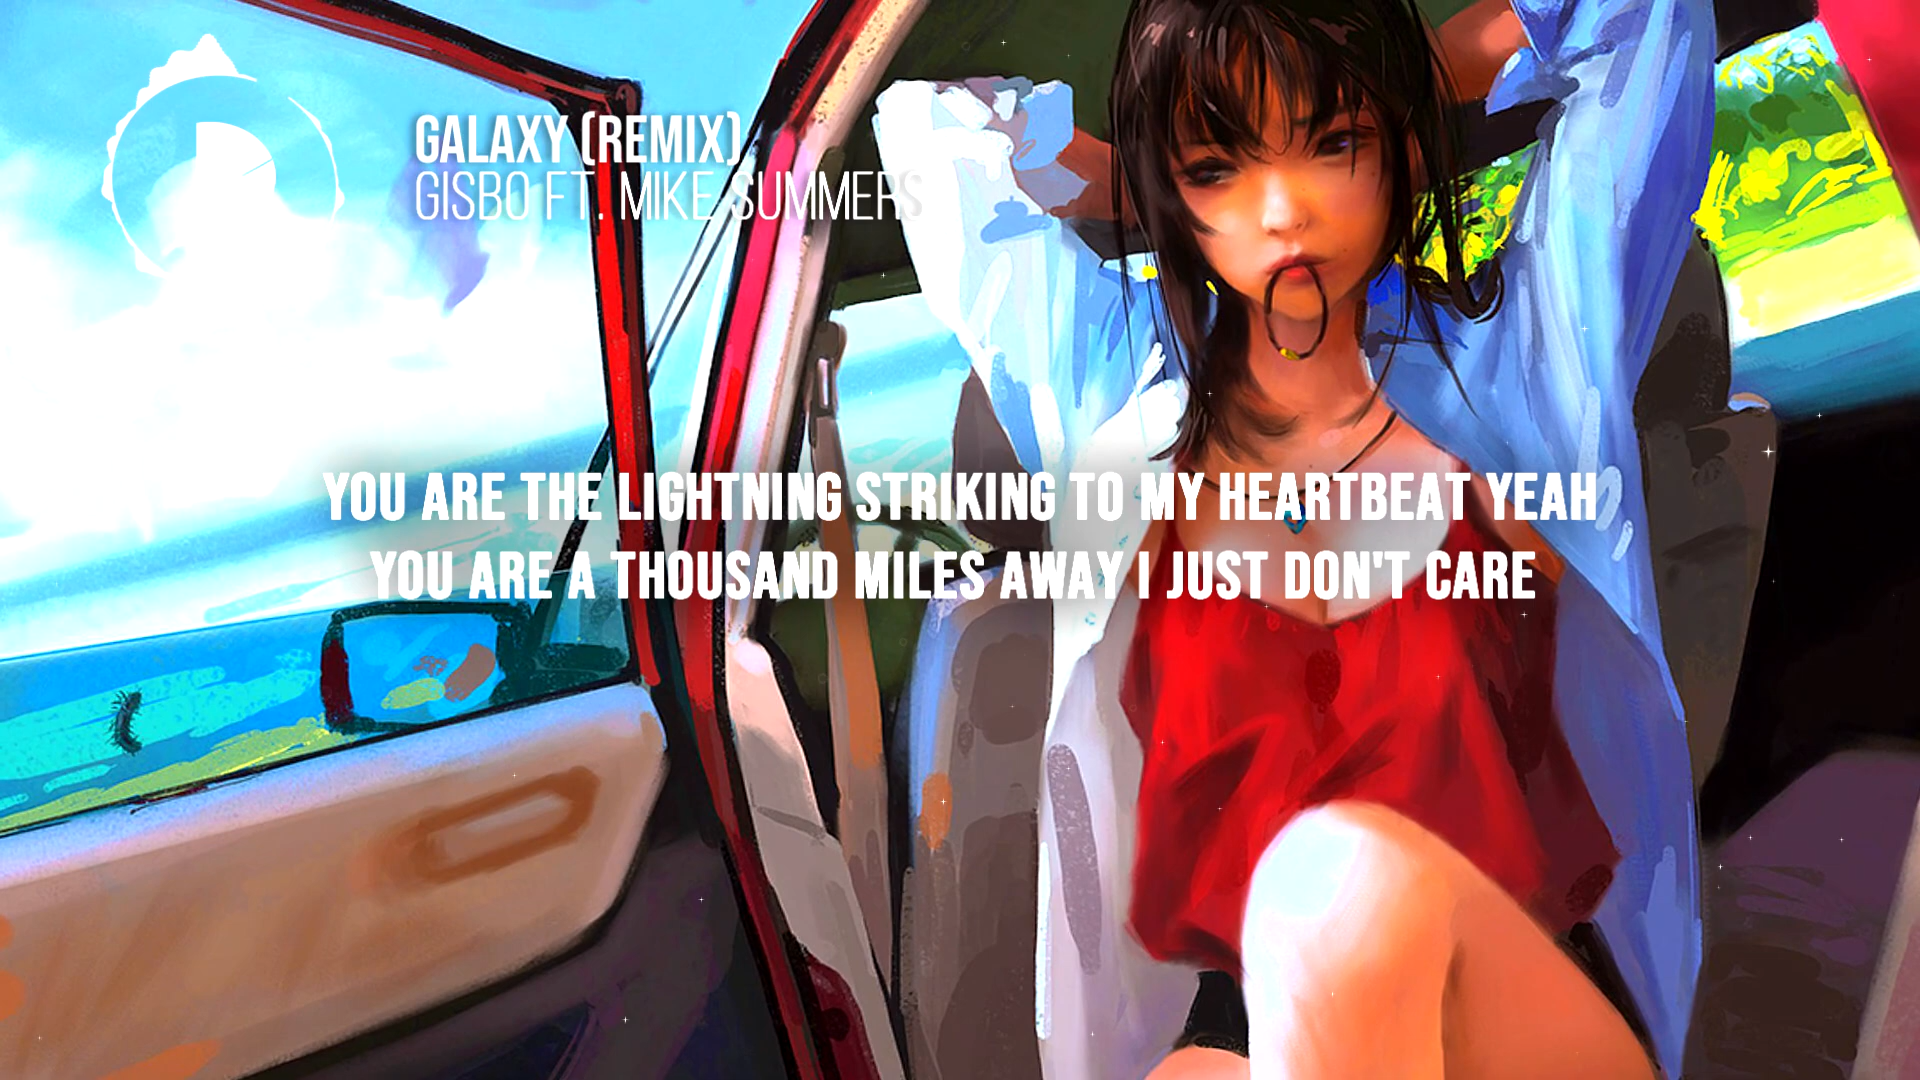 GALAXY (REMIX)
GISBO FT. MIKE SUMMERS
YOU ARE THE LIGHTNING STRIKING TO MY HEARTBEAT YEAH
YOU ARE A THOUSAND MILES AWAY I JUST DON'T CARE